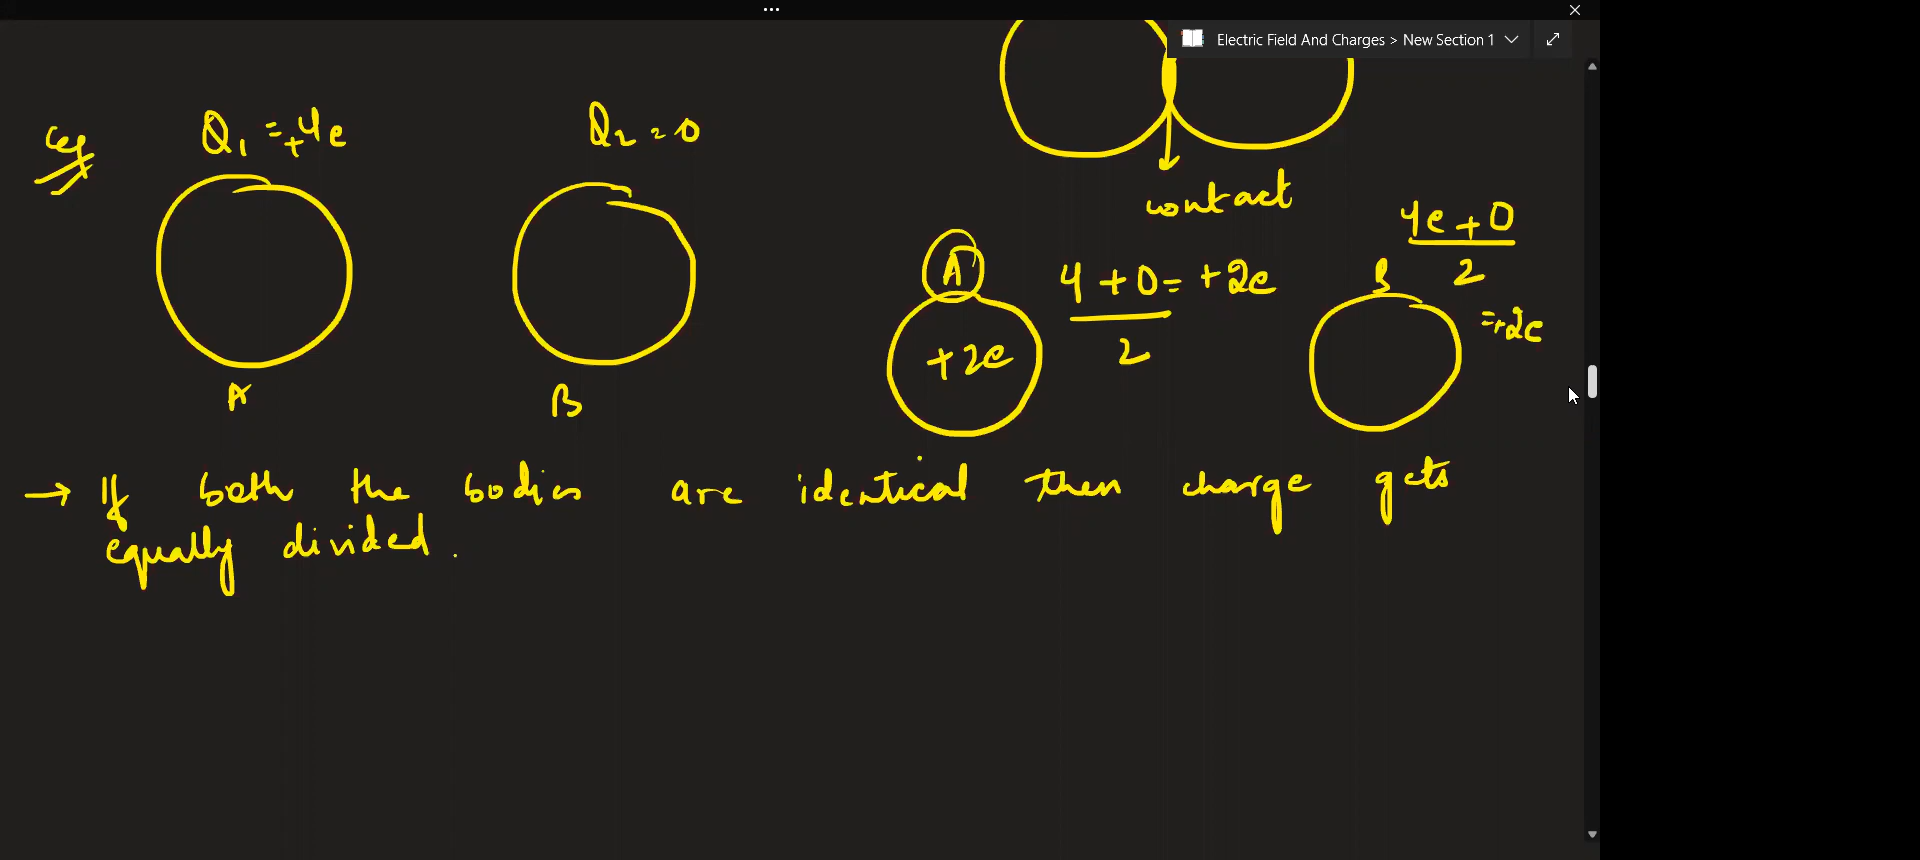 Electric Field And Charges > New Section 1
eg
Q1 = +4e
Q2 = 0
A
B
contact
A
+2e
4 + 0 = +2e
2
B
4e + 0
2
= +2e
→ If both the bodies are identical then charge gets
equally divided.